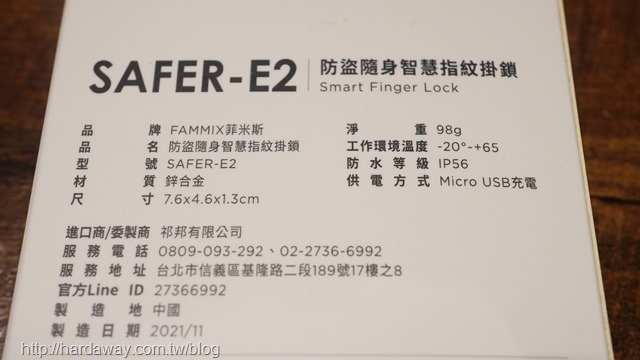 SAFER-E2 防盜隨身智慧指紋掛鎖
Smart Finger Lock
品牌 FAMMIX菲米斯
品名 防盜隨身智慧指紋掛鎖
型號 SAFER-E2
材質 鋅合金
尺寸 7.6x4.6x1.3cm
淨重 98g
工作環境溫度 -20°~+65
防水等級 IP56
供電方式 Micro USB充電
進口商/委製商 祁邦有限公司
服務電話 0809-093-292、02-2736-6992
服務地址 台北市信義區基隆路二段189號17樓之8
官方Line ID 27366992
製造地 中國
製造日期 2021/11
http://hardaway.com.tw/blog